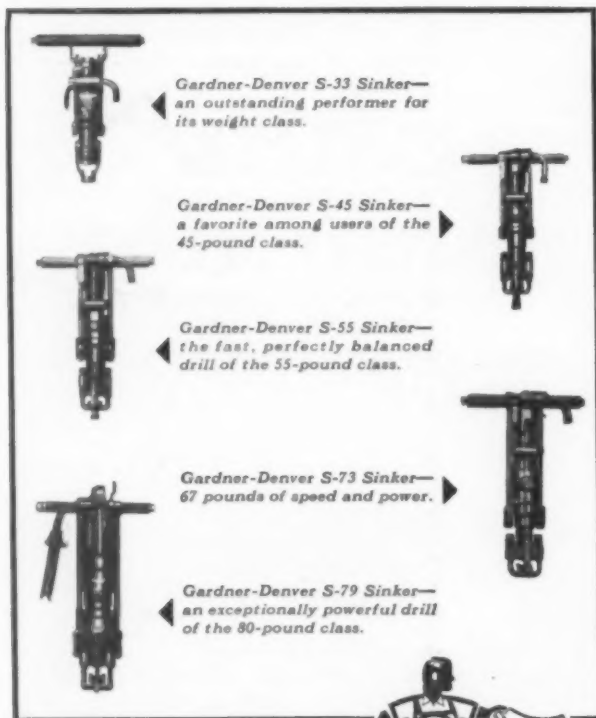 Gardner-Denver S-33 Sinker—
an outstanding performer for
its weight class.
Gardner-Denver S-45 Sinker—
a favorite among users of the
45-pound class.
Gardner-Denver S-55 Sinker—
the fast, perfectly balanced
drill of the 55-pound class.
Gardner-Denver S-73 Sinker—
67 pounds of speed and power.
Gardner-Denver S-79 Sinker—
an exceptionally powerful drill
of the 80-pound class.